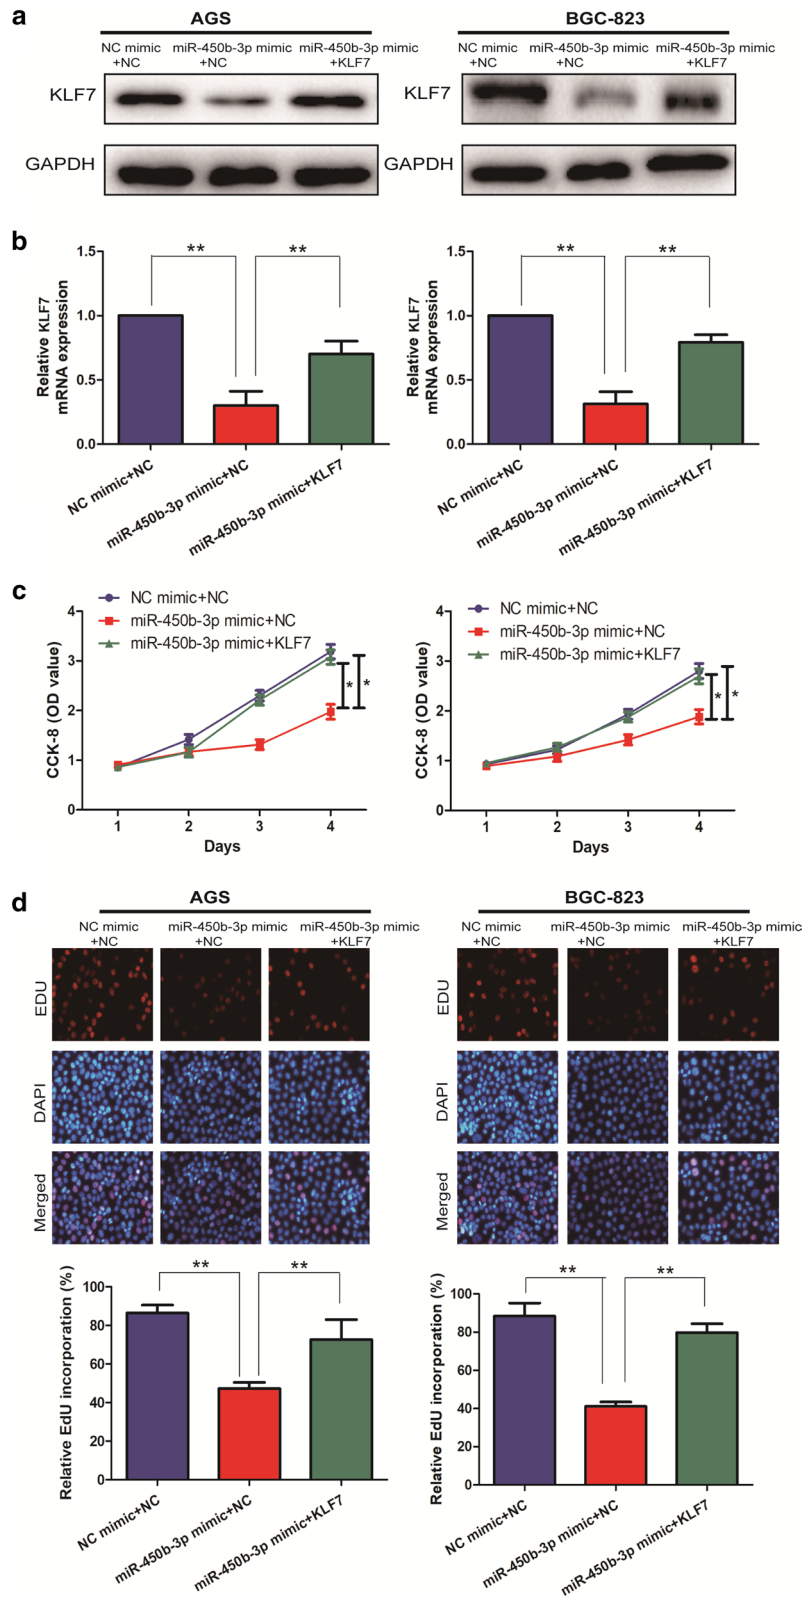 a
AGS
BGC-823
NC mimic +NC
miR-450b-3p mimic +NC
miR-450b-3p mimic +KLF7
NC mimic +NC
miR-450b-3p mimic +NC
miR-450b-3p mimic +KLF7
KLF7
GAPDH
KLF7
GAPDH
b
Relative KLF7
mRNA expression
1.5
1.0
0.5
0.0
**
**
NC mimic+NC
miR-450b-3p mimic+NC
miR-450b-3p mimic+KLF7
Relative KLF7
mRNA expression
1.5
1.0
0.5
0.0
**
**
NC mimic+NC
miR-450b-3p mimic+NC
miR-450b-3p mimic+KLF7
c
NC mimic+NC
miR-450b-3p mimic+NC
miR-450b-3p mimic+KLF7
CCK-8 (OD value)
4
3
2
1
0
*
*
1 2 3 4
Days
NC mimic+NC
miR-450b-3p mimic+NC
miR-450b-3p mimic+KLF7
CCK-8 (OD value)
4
3
2
1
0
*
*
1 2 3 4
Days
d
AGS
BGC-823
NC mimic +NC
miR-450b-3p mimic +NC
miR-450b-3p mimic +KLF7
NC mimic +NC
miR-450b-3p mimic +NC
miR-450b-3p mimic +KLF7
EDU
DAPI
Merged
EDU
DAPI
Merged
Relative EdU incorporation (%)
100
80
60
40
20
0
**
**
NC mimic+NC
miR-450b-3p mimic+NC
miR-450b-3p mimic+KLF7
Relative EdU incorporation (%)
100
80
60
40
20
0
**
**
NC mimic+NC
miR-450b-3p mimic+NC
miR-450b-3p mimic+KLF7